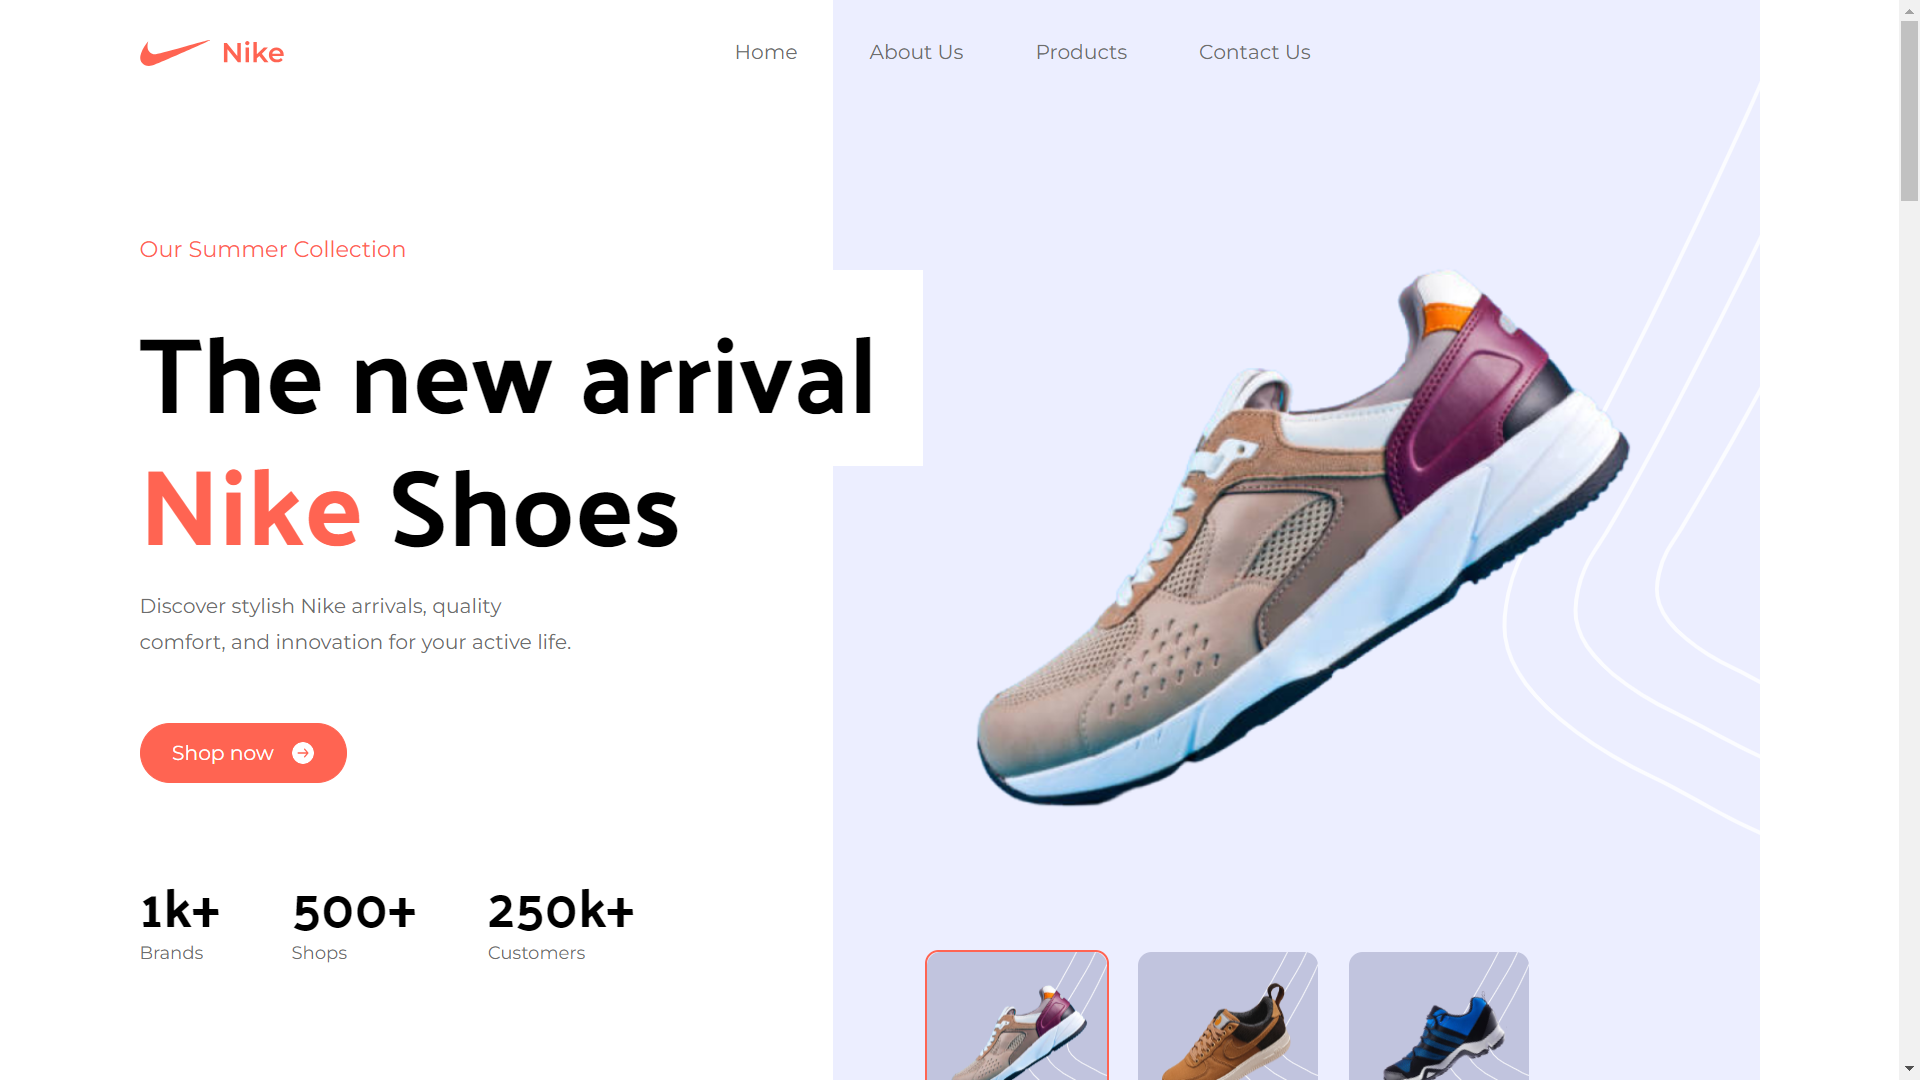 Nike
Home
About Us
Products
Contact Us
Our Summer Collection
The new arrival
Nike Shoes
Discover stylish Nike arrivals, quality
comfort, and innovation for your active life.
Shop now
1k+
Brands
500+
Shops
250k+
Customers